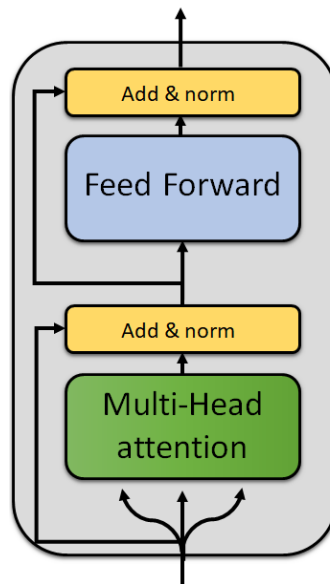 Add & norm
Feed Forward
Add & norm
Multi-Head
attention